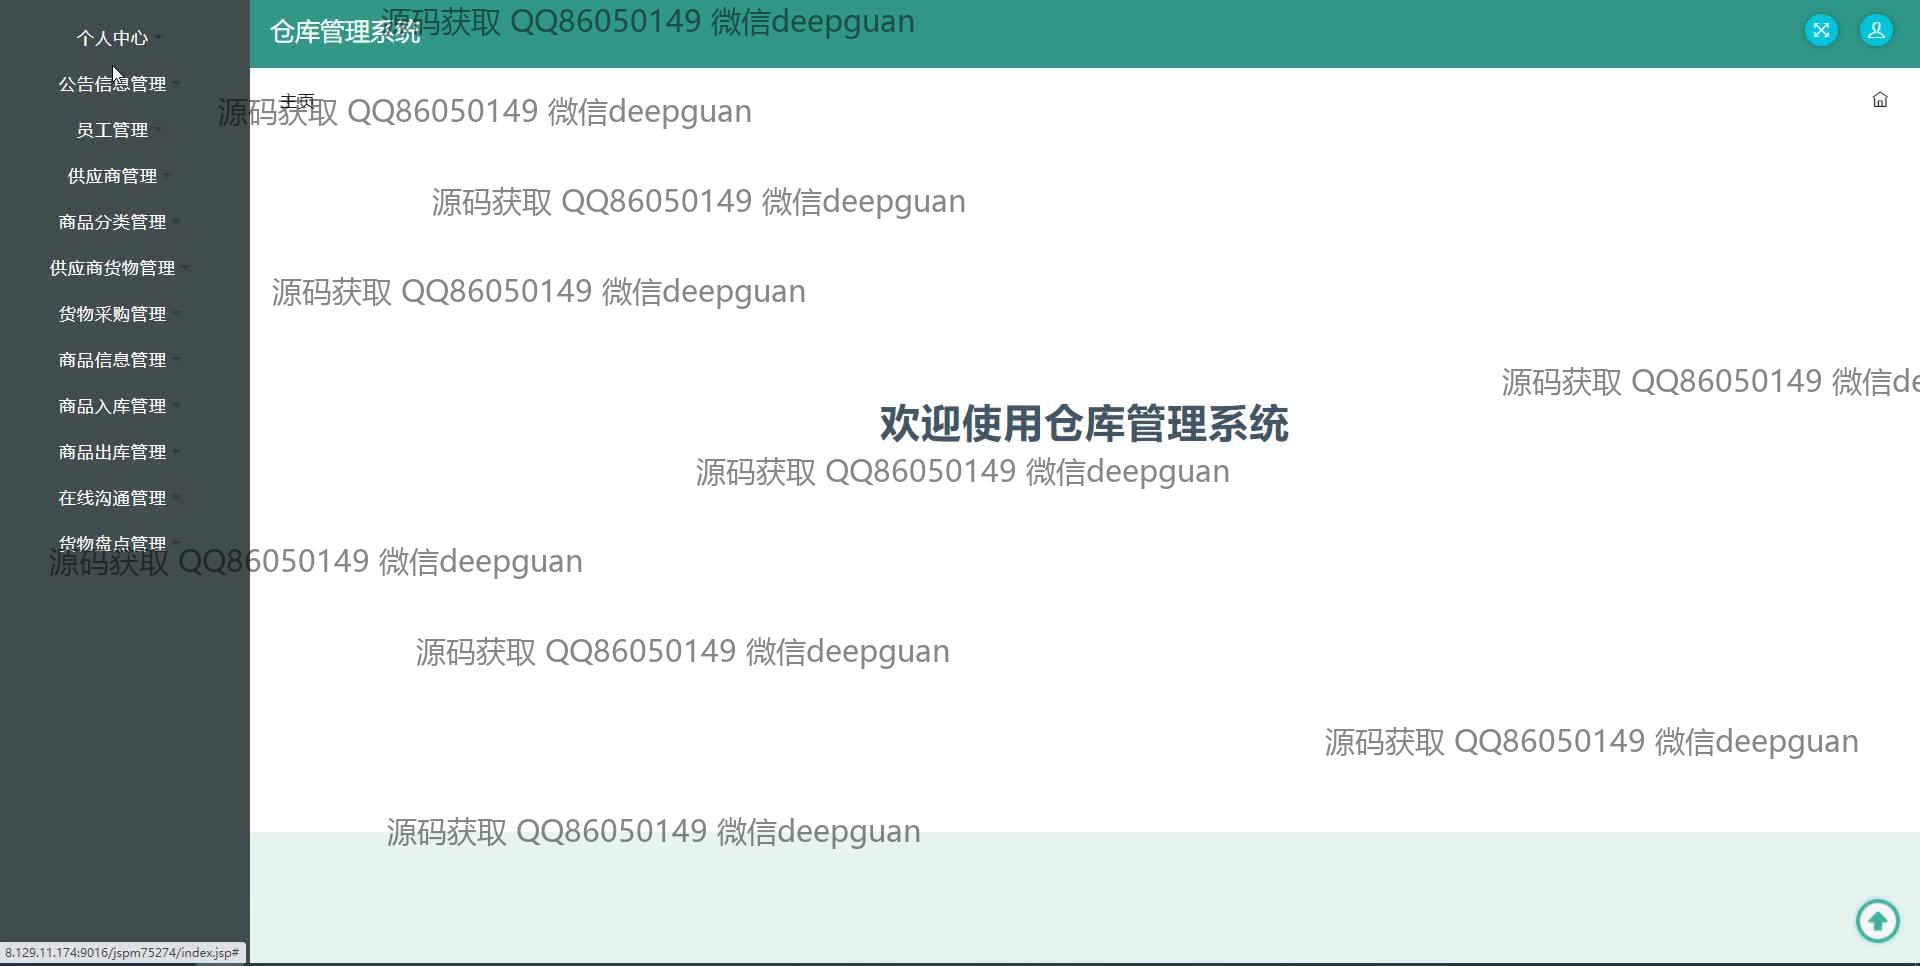 源码获取 QQ86050149 微信deepguan
仓库管理系统
个人中心
公告信息管理
员工管理
供应商管理
商品分类管理
供应商货物管理
货物采购管理
商品信息管理
商品入库管理
商品出库管理
在线沟通管理
货物盘点管理
主页
源码获取 QQ86050149 微信deepguan
源码获取 QQ86050149 微信deepguan
源码获取 QQ86050149 微信deepguan
源码获取 QQ86050149 微信de
欢迎使用仓库管理系统
源码获取 QQ86050149 微信deepguan
源码获取 QQ86050149 微信deepguan
源码获取 QQ86050149 微信deepguan
源码获取 QQ86050149 微信deepguan
源码获取 QQ86050149 微信deepguan
8.129.11.174:9016/jspm75274/index.jsp#